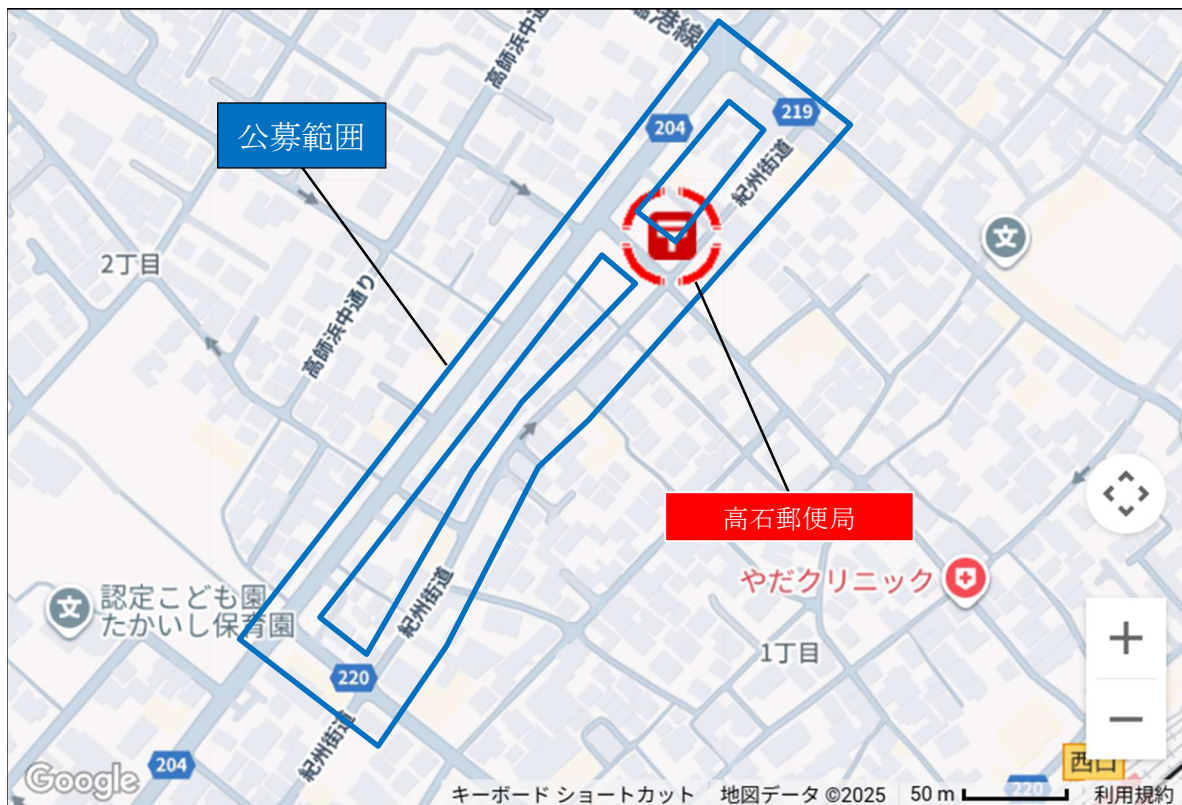 堀港線
高師浜中通り
204
219
公募範囲
紀州街道
2丁目
文
高師浜中通り
高石郵便局
やだクリニック
文
認定こども園
たかいし保育園
紀州街道
1丁目
220
紀州街道
204
西口
Google
キーボード ショートカット
地図データ ©2025
50 m
220
利用規約